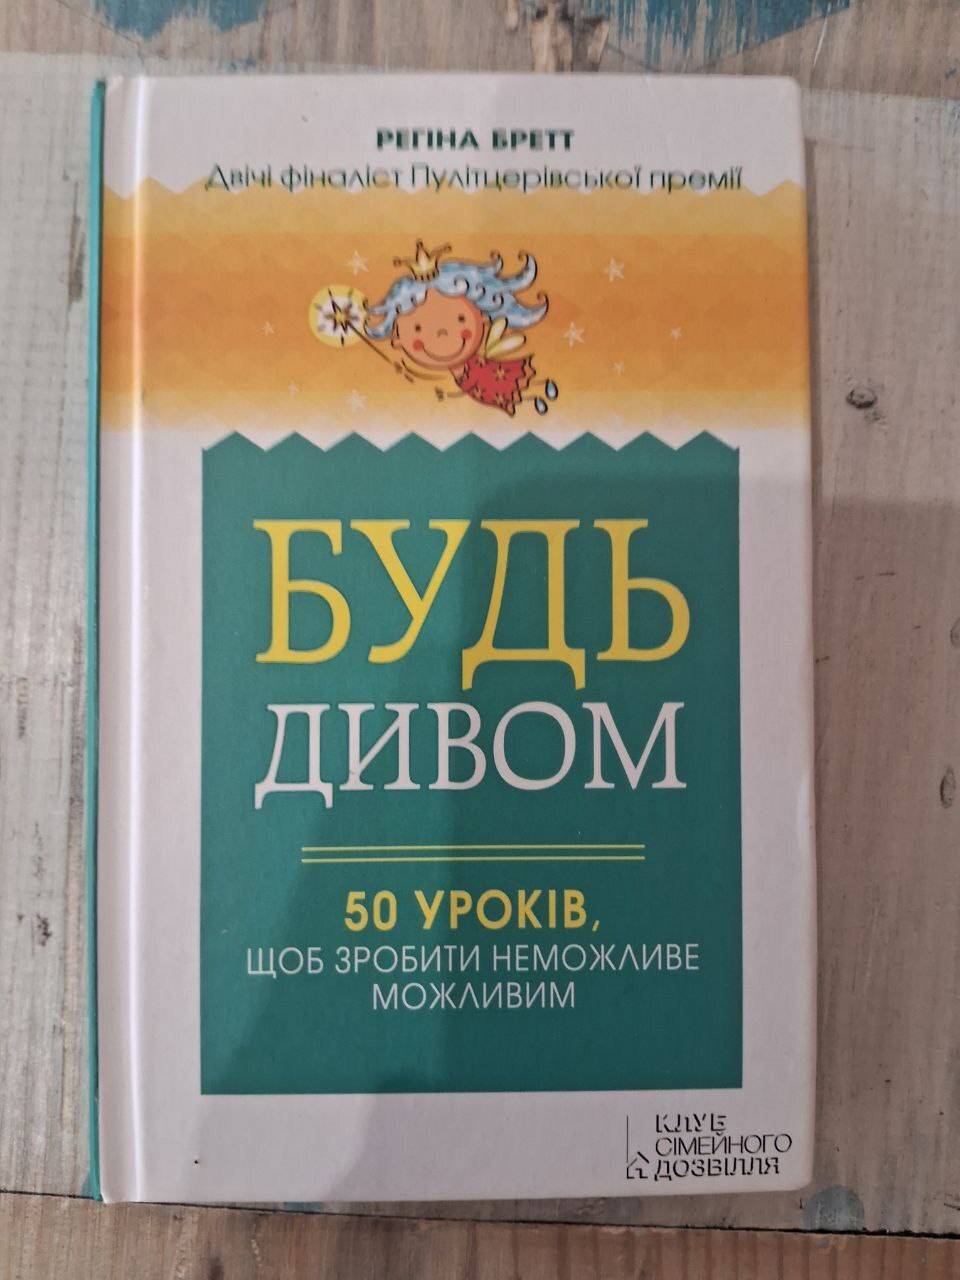 РЕГІНА БРЕТТ
Двічі фіналіст Пулітцерівської премії
БУДЬ
ДИВОМ
50 УРОКІВ,
ЩОБ ЗРОБИТИ НЕМОЖЛИВЕ
МОЖЛИВИМ
КЛУБ
СІМЕЙНОГО
ДОЗВІЛЛЯ